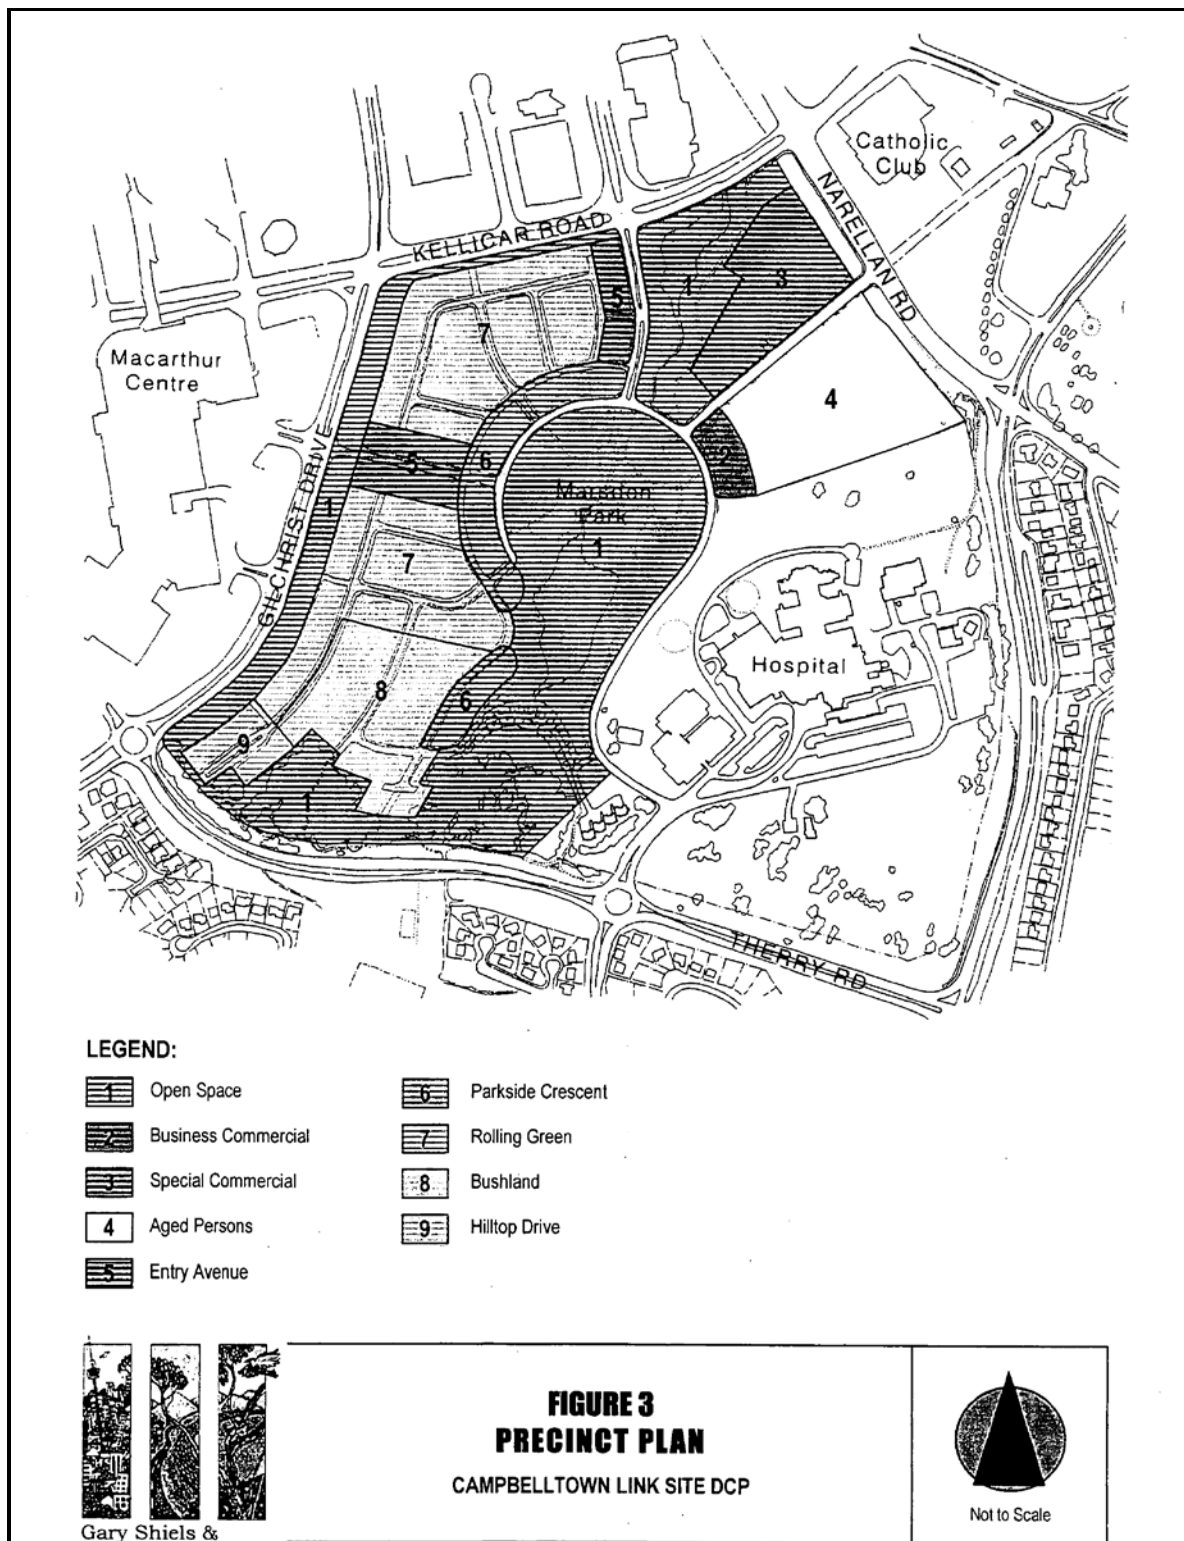 Catholic
Club
NARELLAN RD
KELLICAR ROAD
1
3
5
7
Macarthur
Centre
4
2
5
6
Marsden
Park
1
1
GILCHRIST DRIVE
7
Hospital
8
6
9
1
THERRY RD
LEGEND:
1 Open Space
2 Business Commercial
3 Special Commercial
4 Aged Persons
5 Entry Avenue
6 Parkside Crescent
7 Rolling Green
8 Bushland
9 Hilltop Drive
FIGURE 3
PRECINCT PLAN
CAMPBELLTOWN LINK SITE DCP
Not to Scale
Gary Shiels &